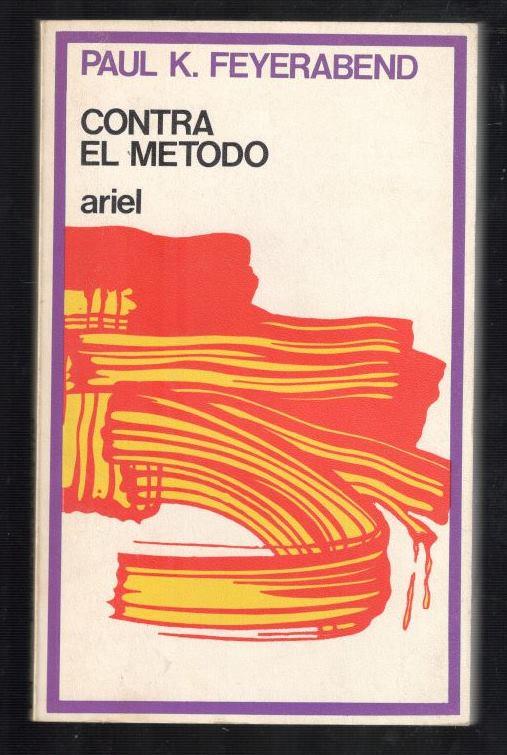 PAUL K. FEYERABEND
CONTRA
EL METODO
ariel